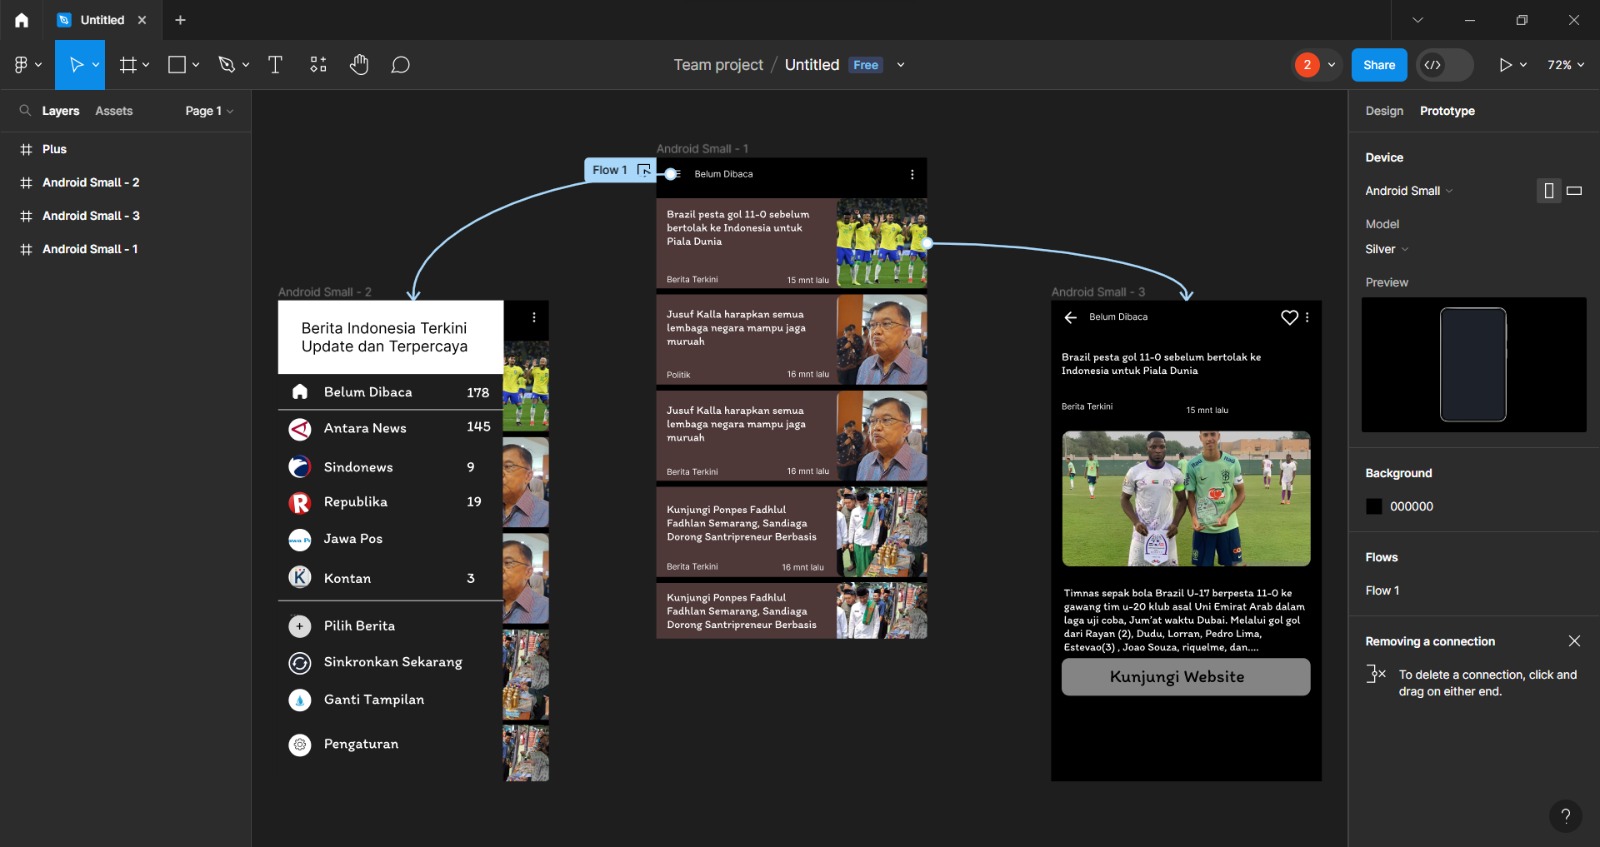 Untitled
Team project / Untitled Free
2
Share
72%
Layers
Assets
Page 1
Plus
Android Small - 2
Android Small - 3
Android Small - 1
Android Small - 2
Berita Indonesia Terkini
Update dan Terpercaya
Belum Dibaca 178
Antara News 145
Sindonews 9
Republika 19
Jawa Pos
Kontan 3
Pilih Berita
Sinkronkan Sekarang
Ganti Tampilan
Pengaturan
Flow 1
Android Small - 1
Belum Dibaca
Brazil pesta gol 11-0 sebelum
bertolak ke Indonesia untuk
Piala Dunia
Berita Terkini 15 mnt lalu
Jusuf Kalla harapkan semua
lembaga negara mampu jaga
muruah
Politik 16 mnt lalu
Jusuf Kalla harapkan semua
lembaga negara mampu jaga
muruah
Berita Terkini 16 mnt lalu
Kunjungi Ponpes Fadhlul
Fadhlan Semarang, Sandiaga
Dorong Santripreneur Berbasis
Berita Terkini 16 mnt lalu
Kunjungi Ponpes Fadhlul
Fadhlan Semarang, Sandiaga
Dorong Santripreneur Berbasis
Android Small - 3
Belum Dibaca
Brazil pesta gol 11-0 sebelum bertolak ke
Indonesia untuk Piala Dunia
Berita Terkini 15 mnt lalu
Timnas sepak bola Brazil U-17 berpesta 11-0 ke
gawang tim u-20 klub asal Uni Emirat Arab dalam
laga uji coba, Jum'at waktu Dubai. Melalui gol gol
dari Rayan (2), Dudu, Lorran, Pedro Lima,
Estevao(3) , Joao Souza, riquelme, dan....
Kunjungi Website
Design
Prototype
Device
Android Small
Model
Silver
Preview
Background
000000
Flows
Flow 1
Removing a connection
To delete a connection, click and
drag on either end.
?